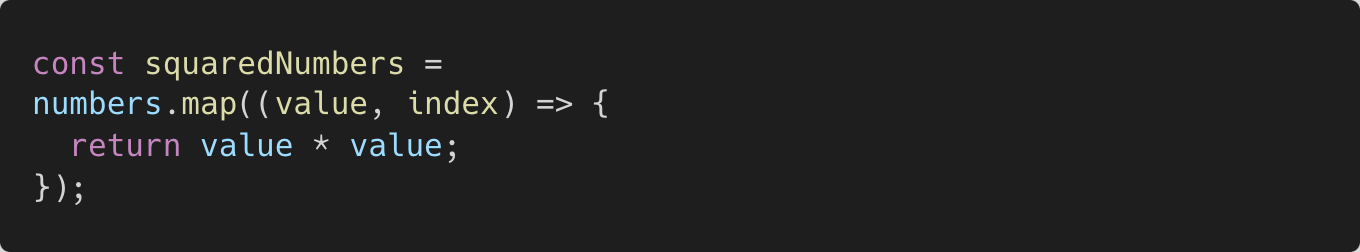 const squaredNumbers =
numbers.map((value, index) => {
  return value * value;
});